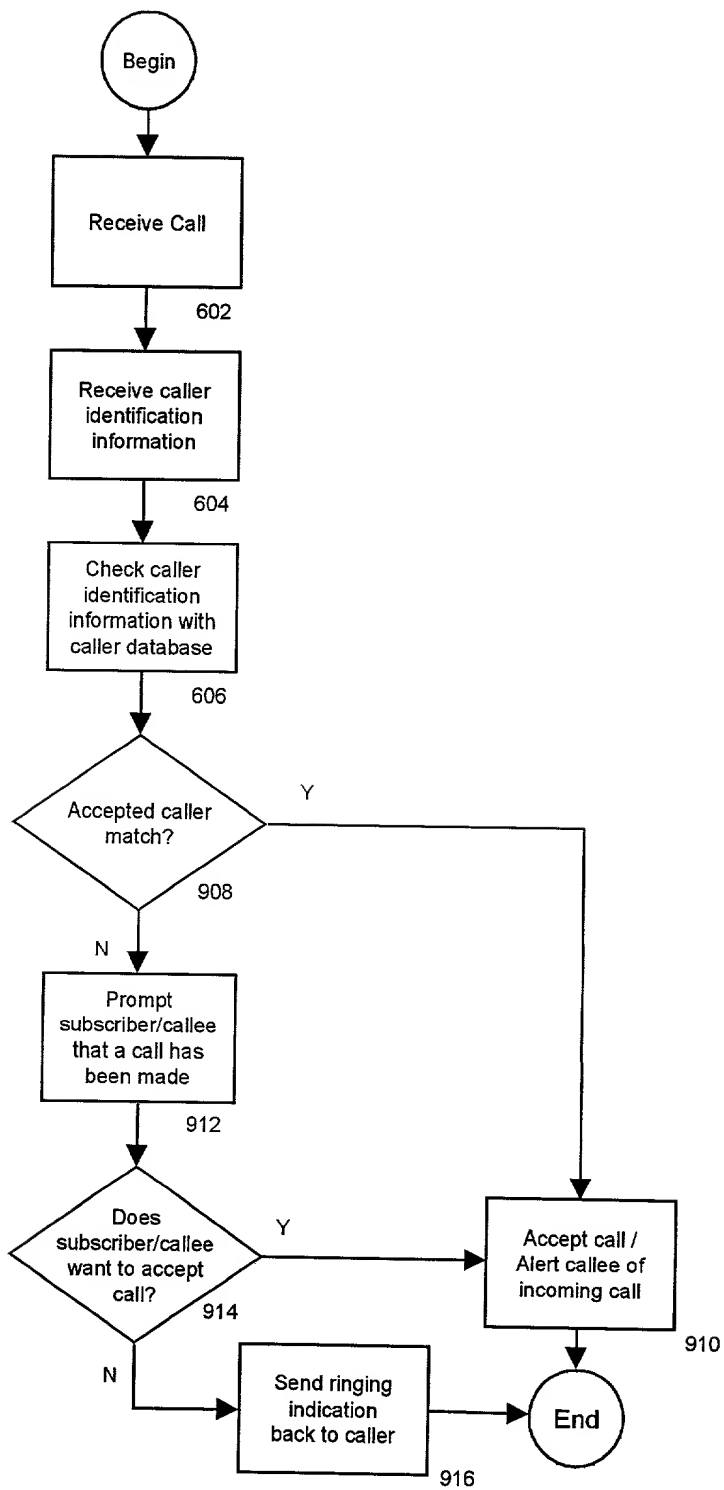 Begin
Receive Call
602
Receive caller
identification
information
604
Check caller
identification
information with
caller database
606
Accepted caller
match?
Y
908
N
Prompt
subscriber/callee
that a call has
been made
912
Does
subscriber/callee
want to accept
call?
Y
914
Accept call /
Alert callee of
incoming call
910
N
Send ringing
indication
back to caller
916
End